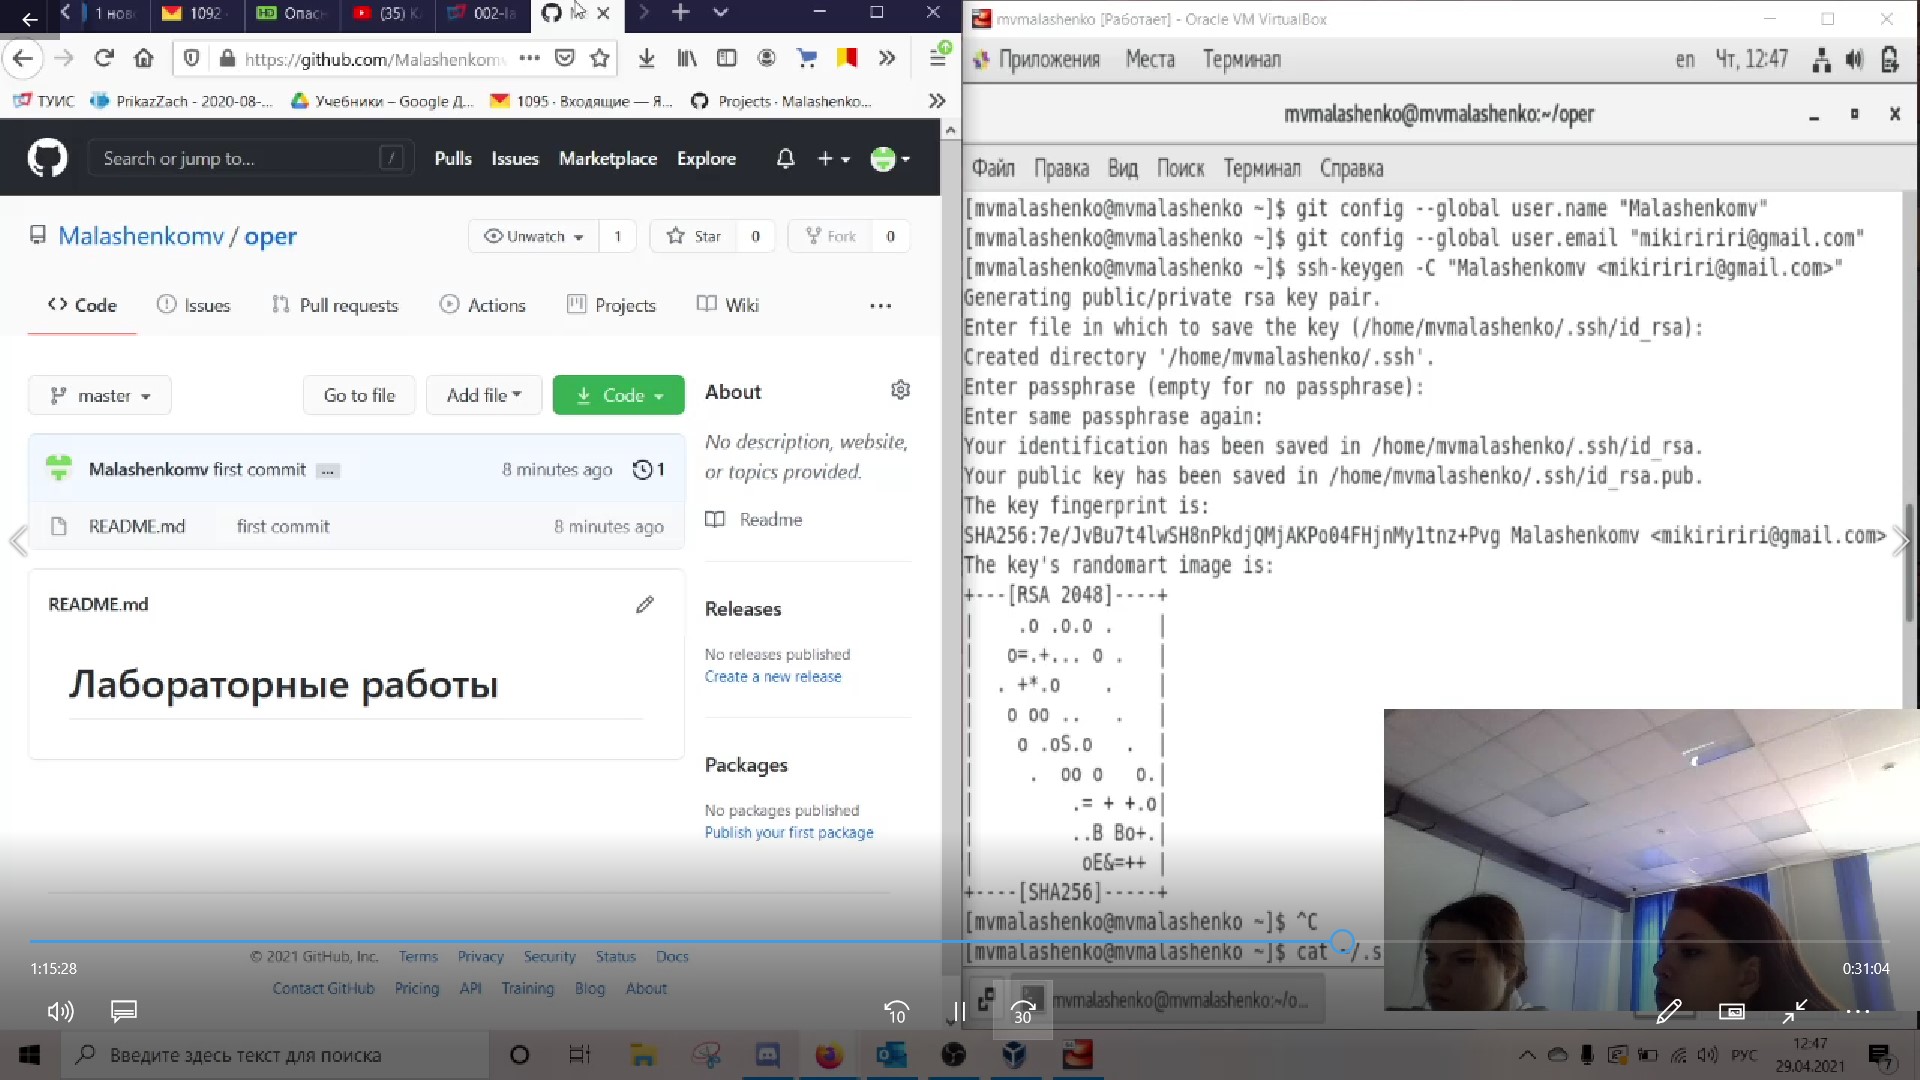 1 нов
1092
HD Опасн
(35) К
002-la
https://github.com/Malashenkomv
ТУИС
PrikazZach - 2020-08-...
Учебники – Google Д...
1095 · Входящие — Я...
Projects · Malashenko...
Search or jump to...
/
Pulls
Issues
Marketplace
Explore
Malashenkomv / oper
Unwatch 1
Star 0
Fork 0
Code
Issues
Pull requests
Actions
Projects
Wiki
master
Go to file
Add file
Code
Malashenkomv first commit ...
8 minutes ago
1
README.md
first commit
8 minutes ago
README.md
Лабораторные работы
About
No description, website,
or topics provided.
Readme
Releases
No releases published
Create a new release
Packages
No packages published
Publish your first package
© 2021 GitHub, Inc.
Terms
Privacy
Security
Status
Docs
Contact GitHub
Pricing
API
Training
Blog
About
mvmalashenko [Работает] - Oracle VM VirtualBox
Приложения
Места
Терминал
en
Чт, 12:47
mvmalashenko@mvmalashenko:~/oper
Файл
Правка
Вид
Поиск
Терминал
Справка
[mvmalashenko@mvmalashenko ~]$ git config --global user.name "Malashenkomv"
[mvmalashenko@mvmalashenko ~]$ git config --global user.email "mikiririri@gmail.com"
[mvmalashenko@mvmalashenko ~]$ ssh-keygen -C "Malashenkomv <mikiririri@gmail.com>"
Generating public/private rsa key pair.
Enter file in which to save the key (/home/mvmalashenko/.ssh/id_rsa):
Created directory '/home/mvmalashenko/.ssh'.
Enter passphrase (empty for no passphrase):
Enter same passphrase again:
Your identification has been saved in /home/mvmalashenko/.ssh/id_rsa.
Your public key has been saved in /home/mvmalashenko/.ssh/id_rsa.pub.
The key fingerprint is:
SHA256:7e/JvBu7t4lwSH8nPkdjQMjAKPo04FHjnMy1tnz+Pvg Malashenkomv <mikiririri@gmail.com>
The key's randomart image is:
+---[RSA 2048]----+
|    .o .o.o .    |
|   o=.+... o .   |
|  . +*.o    .    |
|   o oo ..   .   |
|    o .oS.o   .  |
|     .  oo o   o.|
|         .= + +.o|
|         ..B Bo+.|
|          oE&=++ |
+----[SHA256]-----+
[mvmalashenko@mvmalashenko ~]$ ^C
[mvmalashenko@mvmalashenko ~]$ cat ~/.s
mvmalashenko@mvmalashenko:~/o...
1:15:28
0:31:04
10
30
Введите здесь текст для поиска
РУС
12:47
29.04.2021
7